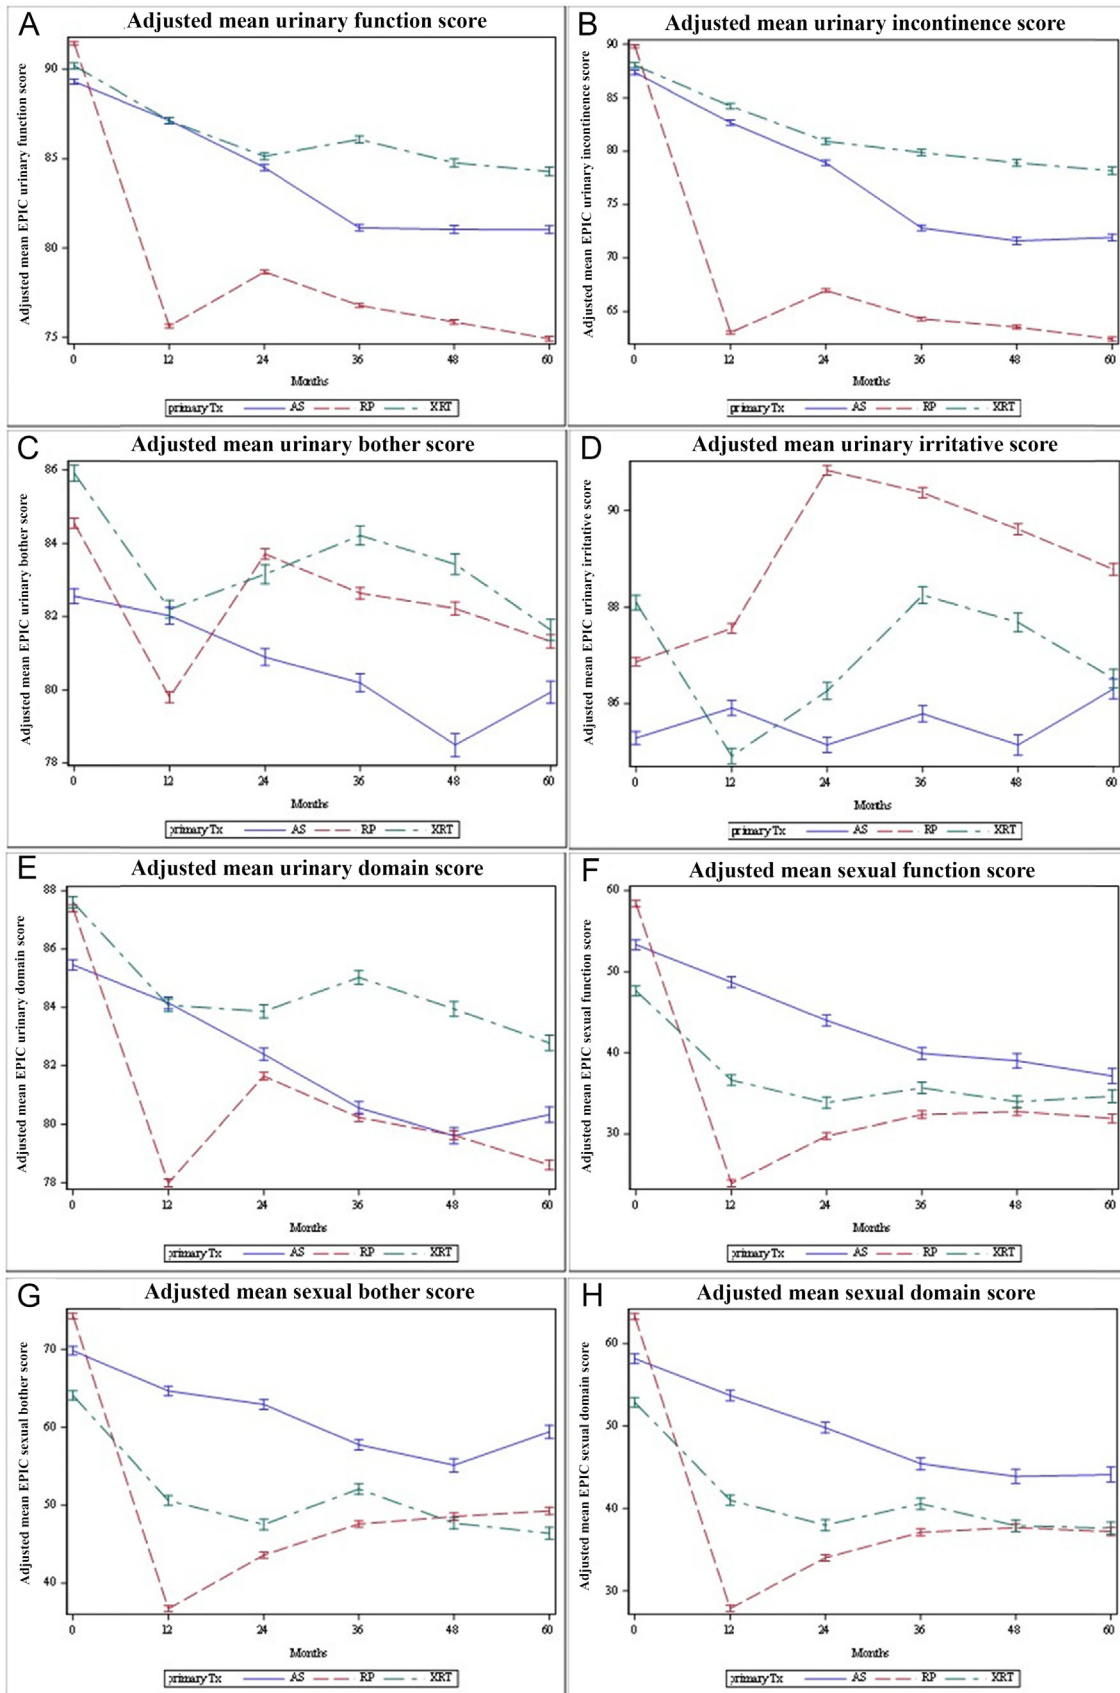 A
Adjusted mean urinary function score
Adjusted mean EPIC urinary function score
90
85
80
75
0 12 24 36 48 60
Months
primaryTx AS RP XRT
B
Adjusted mean urinary incontinence score
Adjusted mean EPIC urinary incontinence score
90
85
80
75
70
65
0 12 24 36 48 60
Months
primaryTx AS RP XRT
C
Adjusted mean urinary bother score
Adjusted mean EPIC urinary bother score
86
84
82
80
78
0 12 24 36 48 60
Months
primaryTx AS RP XRT
D
Adjusted mean urinary irritative score
Adjusted mean EPIC urinary irritative score
90
88
86
0 12 24 36 48 60
Months
primaryTx AS RP XRT
E
Adjusted mean urinary domain score
Adjusted mean EPIC urinary domain score
88
86
84
82
80
78
0 12 24 36 48 60
Months
primaryTx AS RP XRT
F
Adjusted mean sexual function score
Adjusted mean EPIC sexual function score
60
50
40
30
0 12 24 36 48 60
Months
primaryTx AS RP XRT
G
Adjusted mean sexual bother score
Adjusted mean EPIC sexual bother score
70
60
50
40
0 12 24 36 48 60
Months
primaryTx AS RP XRT
H
Adjusted mean sexual domain score
Adjusted mean EPIC sexual domain score
60
50
40
30
0 12 24 36 48 60
Months
primaryTx AS RP XRT